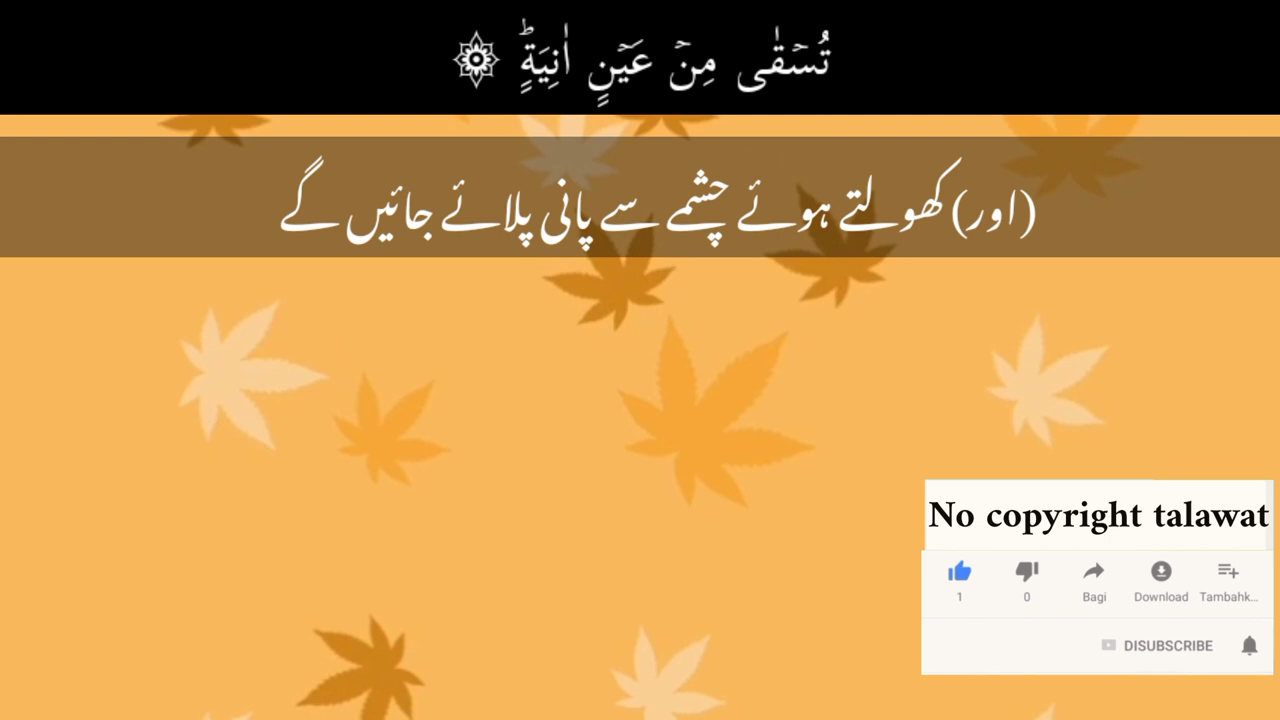 تُسۡقٰى مِنۡ عَيۡنٍ اٰنِيَةٍؕ‏
(اور) کھولتے ہوئے چشمے سے پانی پلائے جائیں گے
No copyright talawat
1 0 Bagi Download Tambahk...
DISUBSCRIBE